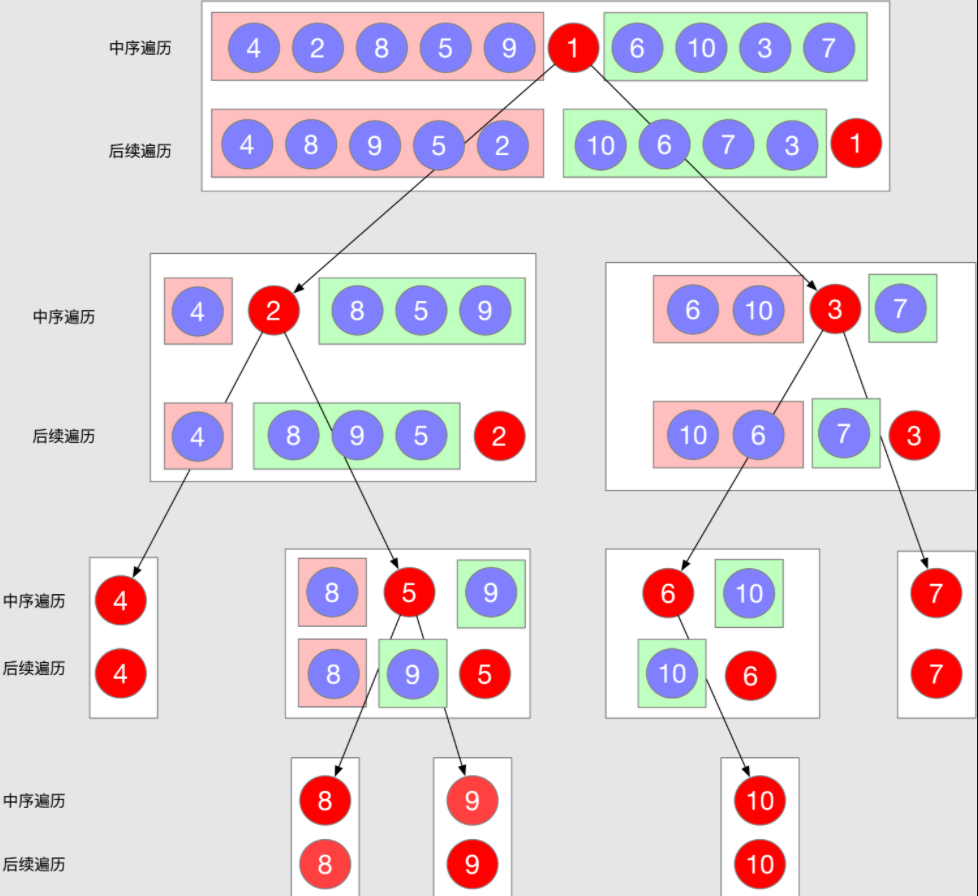 中序遍历 4 2 8 5 9 1 6 10 3 7
后续遍历 4 8 9 5 2 10 6 7 3 1
中序遍历 4 2 8 5 9 6 10 3 7
后续遍历 4 8 9 5 2 10 6 7 3
中序遍历 4 8 5 9 6 10 7
后续遍历 4 8 9 5 10 6 7
中序遍历 8 9 10
后续遍历 8 9 10